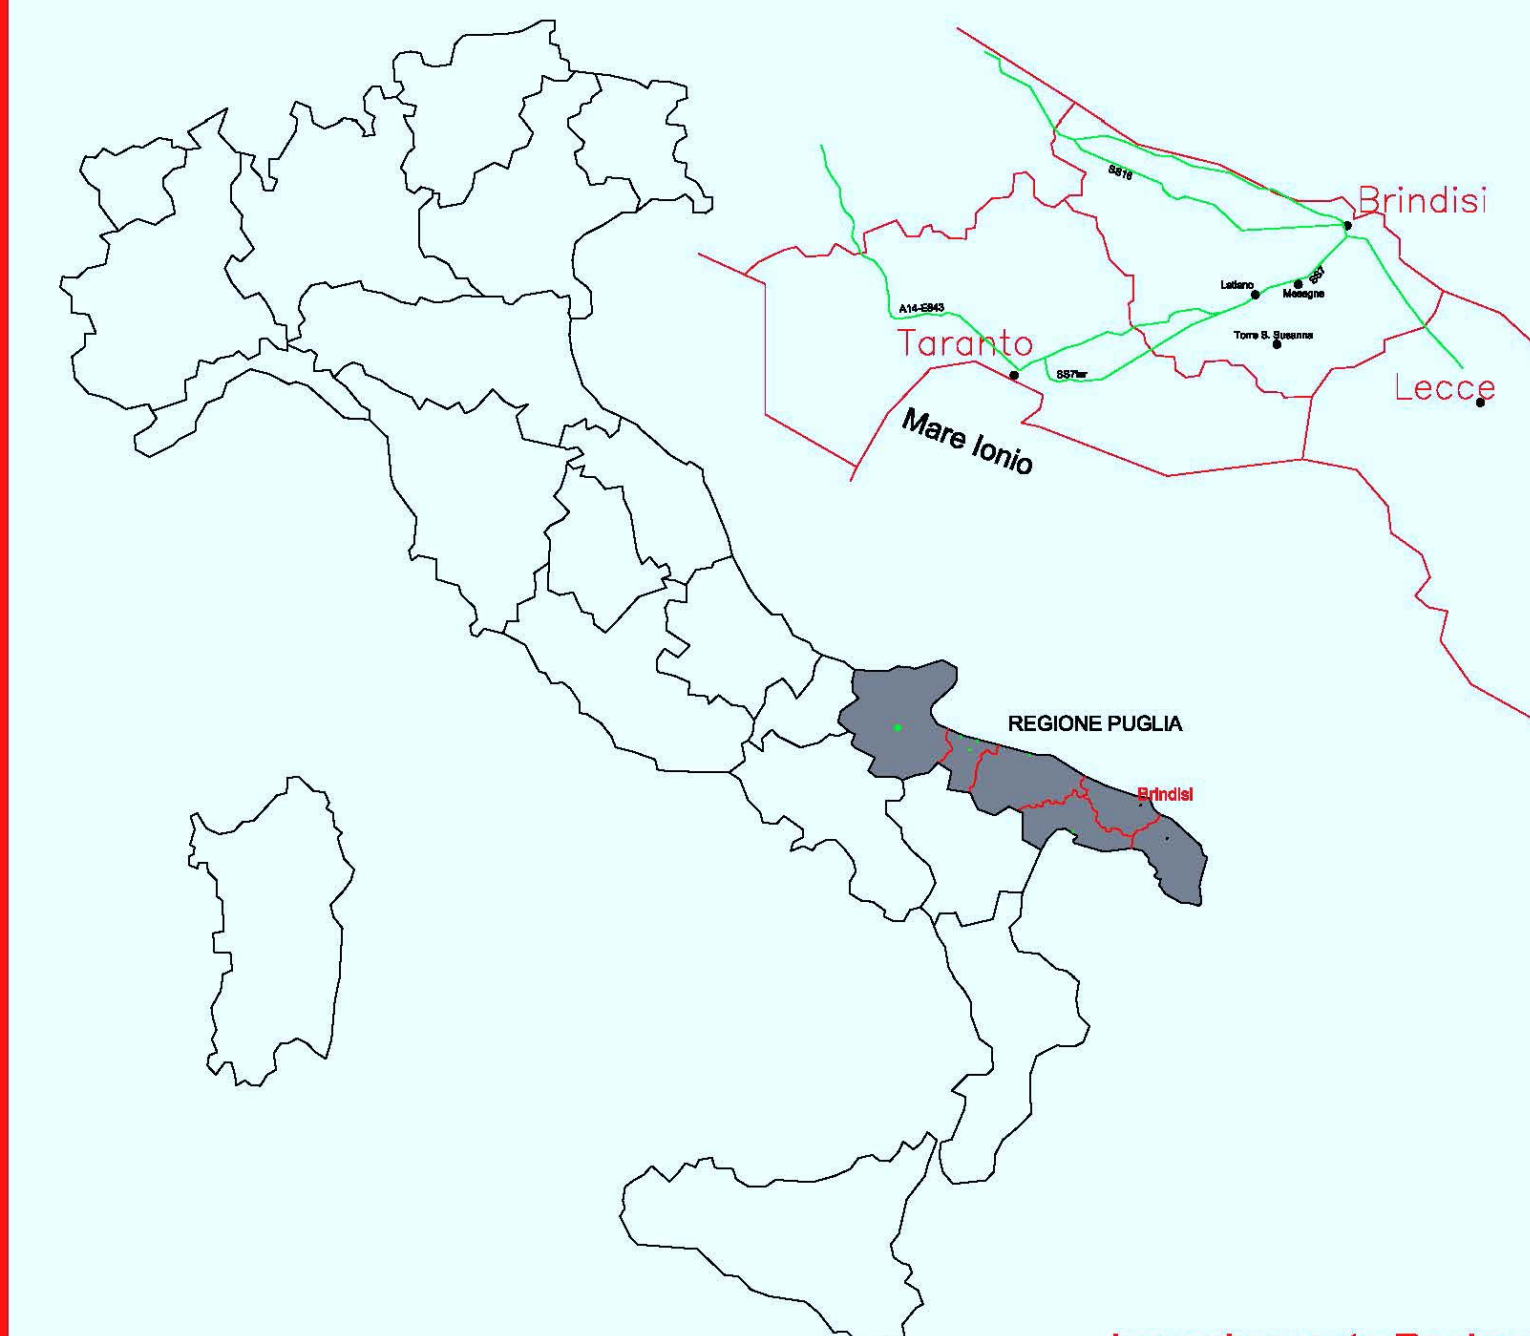 SS16
Brindisi
SS7
Latiano
Mesagne
A14-E843
Taranto
Torre S. Susanna
SS7ter
Lecce
Mare Ionio
REGIONE PUGLIA
Brindisi